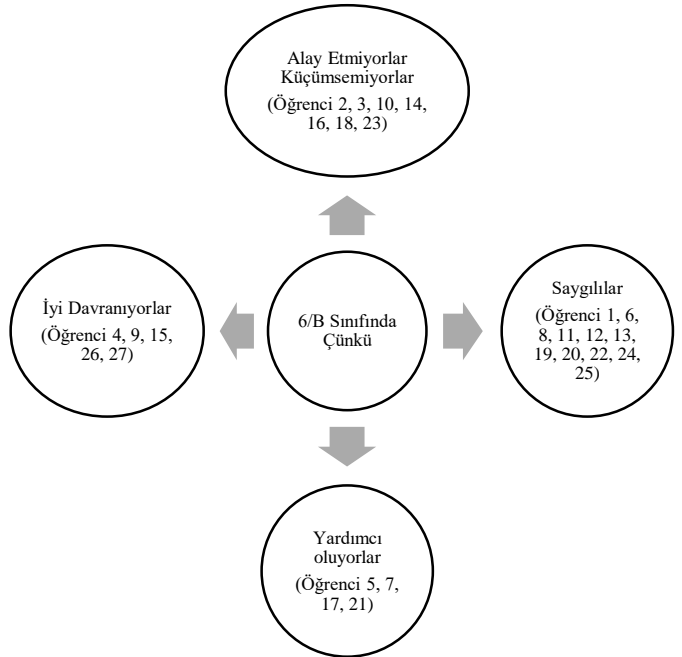 Alay Etmiyorlar
Küçümsemiyorlar
(Öğrenci 2, 3, 10, 14,
16, 18, 23)
İyi Davranıyorlar
(Öğrenci 4, 9, 15,
26, 27)
6/B Sınıfında
Çünkü
Saygılılar
(Öğrenci 1, 6,
8, 11, 12, 13,
19, 20, 22, 24,
25)
Yardımcı
oluyorlar
(Öğrenci 5, 7,
17, 21)